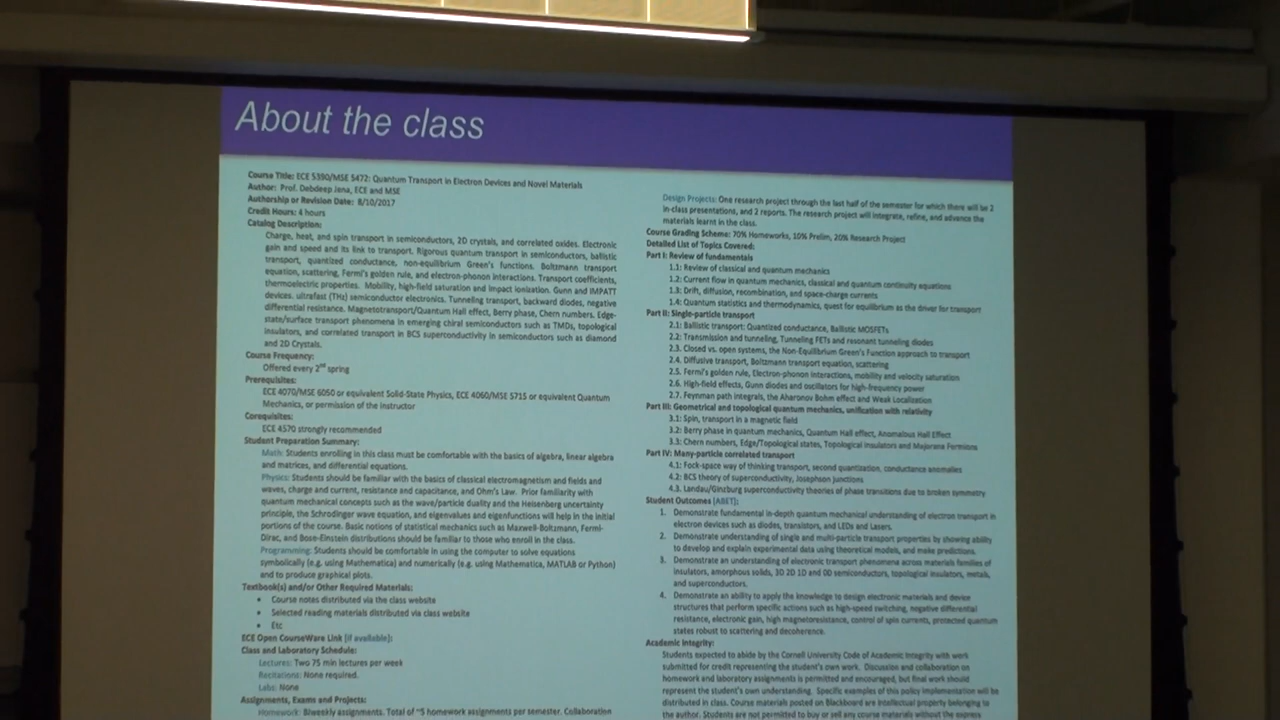 About the class
Course Title: ECE 5390/MSE 5472: Quantum Transport in Electron Devices and Novel Materials
Author: Prof. Debdeep Jena, ECE and MSE
Authorship or Revision Date: 8/10/2017
Credit Hours: 4 hours
Catalog Description:
Charge, heat, and spin transport in semiconductors, 2D crystals, and correlated oxides. Electronic
gain and speed and its link to transport. Rigorous quantum transport in semiconductors, ballistic
transport, quantized conductance, non-equilibrium Green's functions. Boltzmann transport
equation, scattering, Fermi's golden rule, and electron-phonon interactions. Transport coefficients,
thermoelectric properties. Mobility, high-field saturation and impact ionization. Gunn and IMPATT
devices. ultrafast (THz) semiconductor electronics. Tunneling transport, backward diodes, negative
differential resistance. Magnetotransport/Quantum Hall effect, Berry phase, Chern numbers. Edge-
state/surface transport phenomena in emerging chiral semiconductors such as TMDs, topological
insulators, and correlated transport in BCS superconductivity in semiconductors such as diamond
and 2D Crystals.
Course Frequency:
Offered every 2nd spring
Prerequisites:
ECE 4070/MSE 6050 or equivalent Solid-State Physics, ECE 4060/MSE 5715 or equivalent Quantum
Mechanics, or permission of the instructor
Corequisites:
ECE 4570 strongly recommended
Student Preparation Summary:
Math: Students enrolling in this class must be comfortable with the basics of algebra, linear algebra
and matrices, and differential equations.
Physics: Students should be familiar with the basics of classical electromagnetism and fields and
waves, charge and current, resistance and capacitance, and Ohm's Law. Prior familiarity with
quantum mechanical concepts such as the wave/particle duality and the Heisenberg uncertainty
principle, the Schrodinger wave equation, and eigenvalues and eigenfunctions will help in the initial
portions of the course. Basic notions of statistical mechanics such as Maxwell-Boltzmann, Fermi-
Dirac, and Bose-Einstein distributions should be familiar to those who enroll in the class.
Programming: Students should be comfortable in using the computer to solve equations
symbolically (e.g. using Mathematica) and numerically (e.g. using Mathematica, MATLAB or Python)
and to produce graphical plots.
Textbook(s) and/or Other Required Materials:
• Course notes distributed via the class website
• Selected reading materials distributed via class website
• Etc
ECE Open CourseWare Link [if available]:
Class and Laboratory Schedule:
Lectures: Two 75 min lectures per week
Recitations: None required.
Labs: None
Assignments, Exams and Projects:
Homework: Biweekly assignments. Total of ~5 homework assignments per semester. Collaboration
Design Projects: One research project through the last half of the semester for which there will be 2
in-class presentations, and 2 reports. The research project will integrate, refine, and advance the
materials learnt in the class.
Course Grading Scheme: 70% Homeworks, 10% Prelim, 20% Research Project
Detailed List of Topics Covered:
Part I: Review of fundamentals
1.1: Review of classical and quantum mechanics
1.2: Current flow in quantum mechanics, classical and quantum continuity equations
1.3: Drift, diffusion, recombination, and space-charge currents
1.4: Quantum statistics and thermodynamics, quest for equilibrium as the driver for transport
Part II: Single-particle transport
2.1: Ballistic transport: Quantized conductance, Ballistic MOSFETs
2.2: Transmission and tunneling, Tunneling FETs and resonant tunneling diodes
2.3. Closed vs. open systems, the Non-Equilibrium Green's Function approach to transport
2.4. Diffusive transport, Boltzmann transport equation, scattering
2.5. Fermi's golden rule, Electron-phonon interactions, mobility and velocity saturation
2.6. High-field effects, Gunn diodes and oscillators for high-frequency power
2.7. Feynman path integrals, the Aharonov Bohm effect and Weak Localization
Part III: Geometrical and topological quantum mechanics, unification with relativity
3.1: Spin, transport in a magnetic field
3.2: Berry phase in quantum mechanics, Quantum Hall effect, Anomalous Hall Effect
3.3: Chern numbers, Edge/Topological states, Topological Insulators and Majorana Fermions
Part IV: Many-particle correlated transport
4.1: Fock-space way of thinking transport, second quantization, conductance anomalies
4.2: BCS theory of superconductivity, Josephson junctions
4.3. Landau/Ginzburg superconductivity theories of phase transitions due to broken symmetry
Student Outcomes [ABET]:
1. Demonstrate fundamental in-depth quantum mechanical understanding of electron transport in
electron devices such as diodes, transistors, and LEDs and Lasers.
2. Demonstrate understanding of single and multi-particle transport properties by showing ability
to develop and explain experimental data using theoretical models, and make predictions.
3. Demonstrate an understanding of electronic transport across materials families of
insulators, amorphous solids, 3D 2D 1D and 0D semiconductors, topological insulators, metals,
and superconductors.
4. Demonstrate an ability to apply the knowledge to design electronic materials and device
structures that perform specific actions such as high-speed switching, negative differential
resistance, electronic gain, high magnetoresistance, control of spin currents, protected quantum
states robust to scattering and decoherence.
Academic Integrity:
Students expected to abide by the Cornell University Code of Academic Integrity with work
submitted for credit representing the student's own work. Discussion and collaboration on
homework and laboratory assignments is permitted and encouraged, but final work should
represent the student's own understanding. Specific examples of this policy implementation will be
distributed in class. Course materials posted on Blackboard are intellectual property belonging to
the author. Students are not permitted to buy or sell any course materials without the express